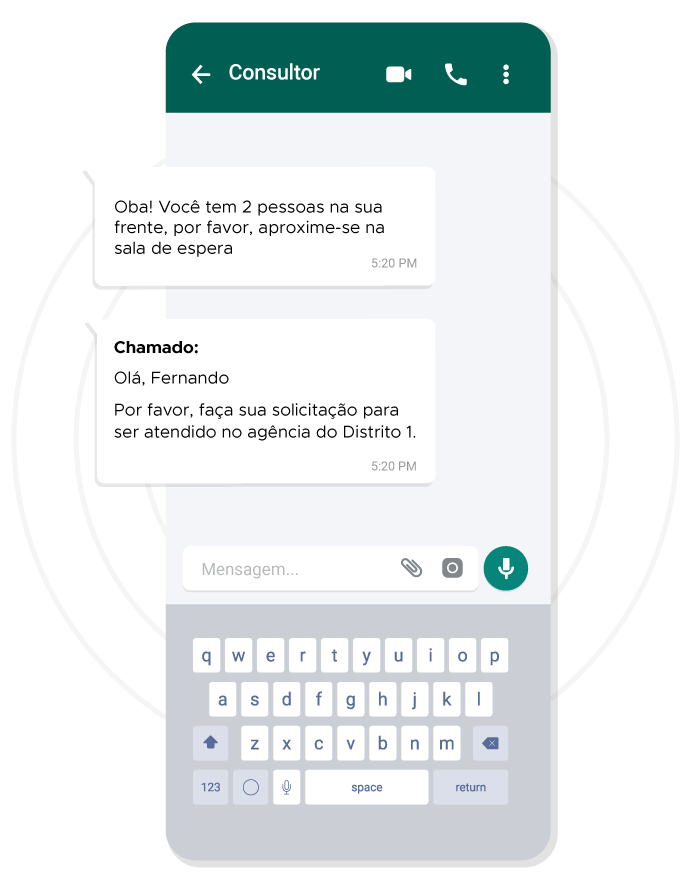 Consultor
Oba! Você tem 2 pessoas na sua
frente, por favor, aproxime-se na
sala de espera
5:20 PM
Chamado:
Olá, Fernando
Por favor, faça sua solicitação para
ser atendido no agência do Distrito 1.
5:20 PM
Mensagem...
q w e r t y u i o p
a s d f g h j k l
z x c v b n m
123 space return